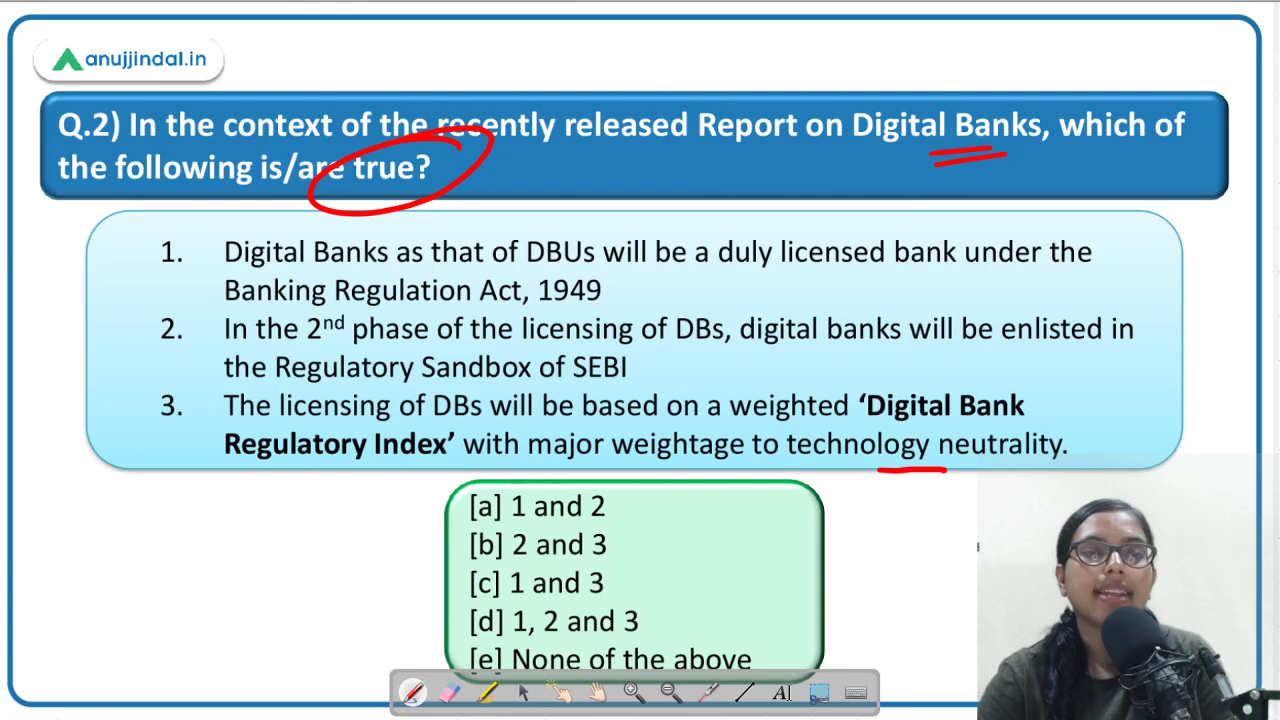 anujjindal.in
Q.2) In the context of the recently released Report on Digital Banks, which of
the following is/are true?
1. Digital Banks as that of DBUs will be a duly licensed bank under the
Banking Regulation Act, 1949
2. In the 2nd phase of the licensing of DBs, digital banks will be enlisted in
the Regulatory Sandbox of SEBI
3. The licensing of DBs will be based on a weighted ‘Digital Bank
Regulatory Index’ with major weightage to technology neutrality.
[a] 1 and 2
[b] 2 and 3
[c] 1 and 3
[d] 1, 2 and 3
[e] None of the above
A